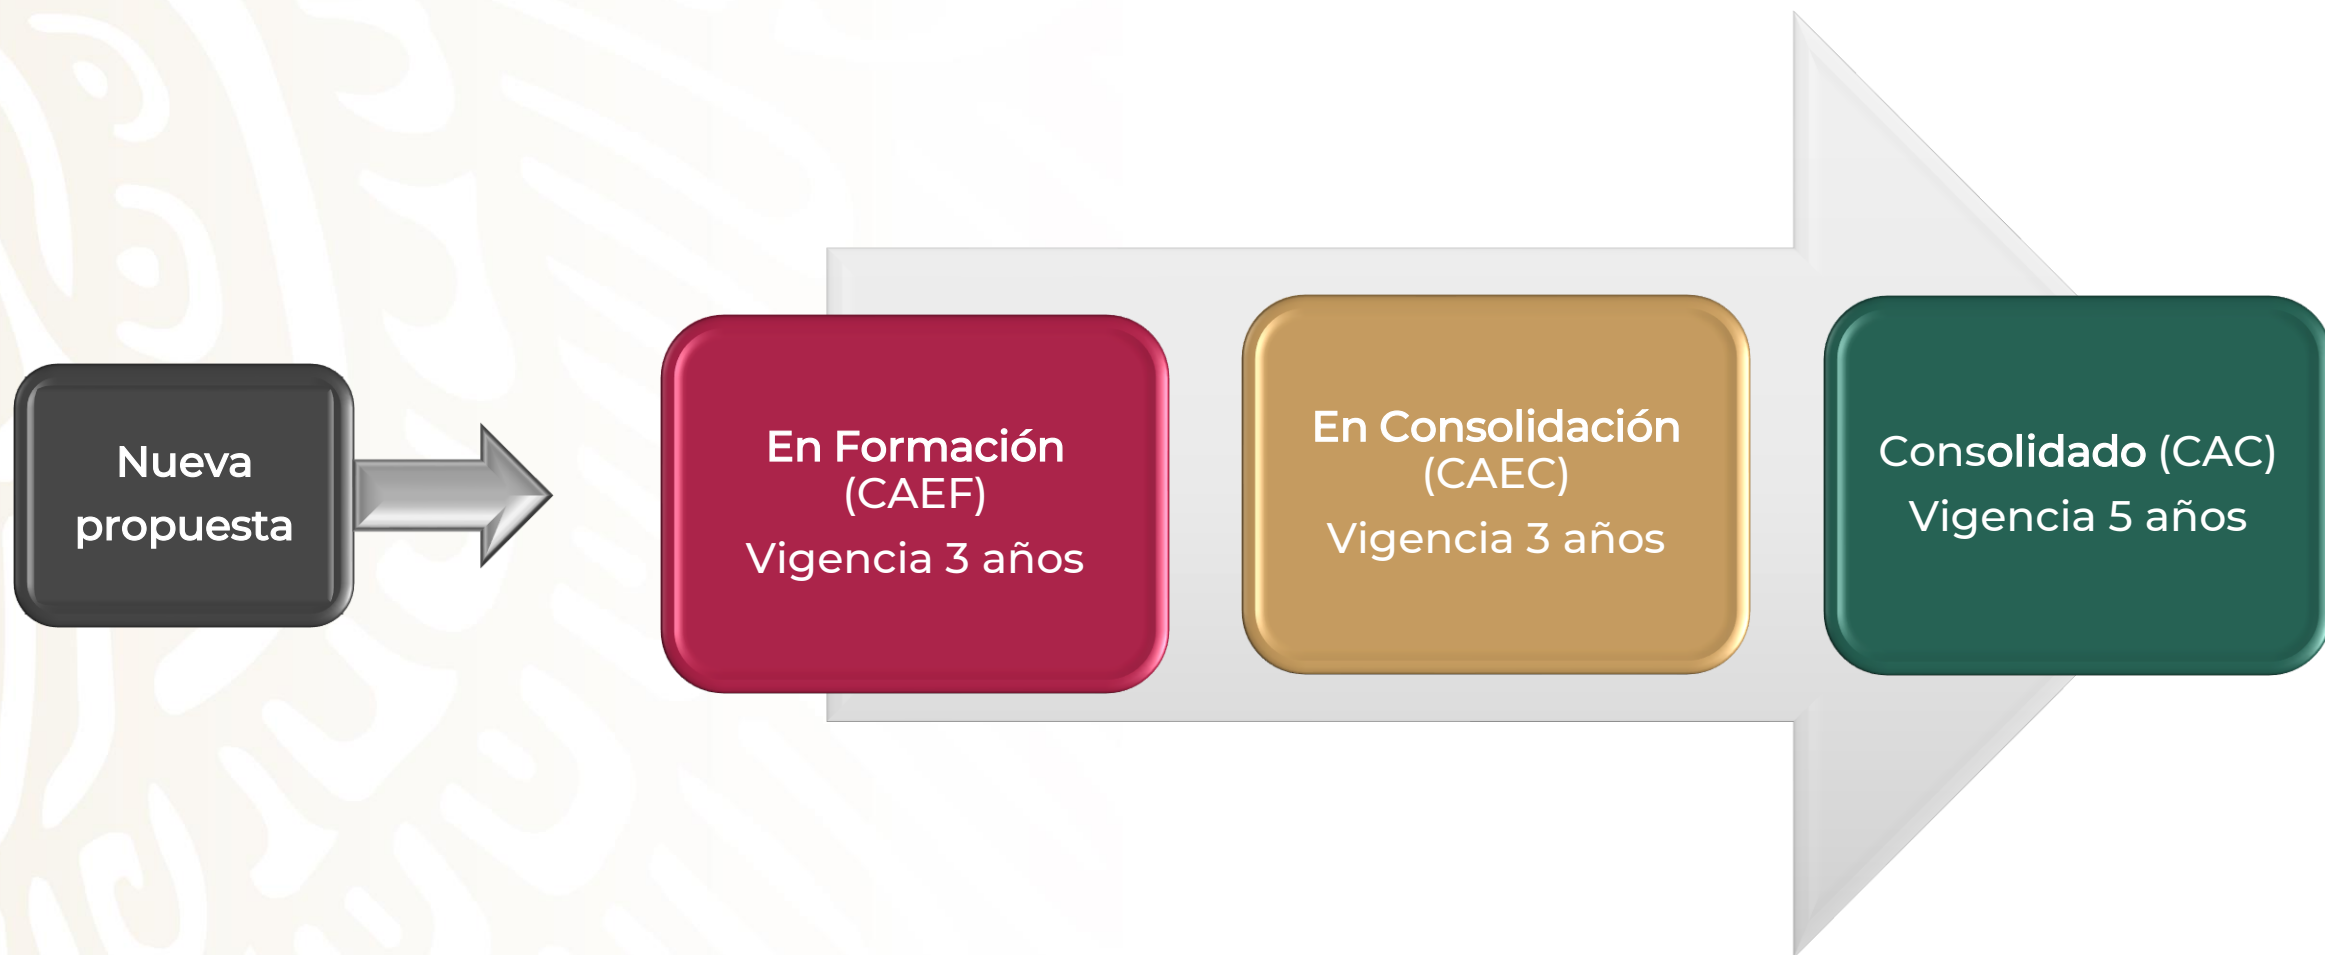 Nueva
propuesta
En Formación
(CAEF)
Vigencia 3 años
En Consolidación
(CAEC)
Vigencia 3 años
Consolidado (CAC)
Vigencia 5 años